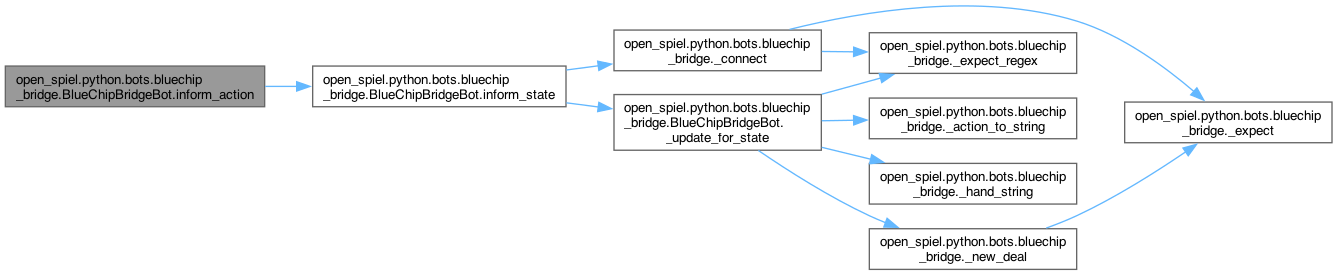 open_spiel.python.bots.bluechip
_bridge.BlueChipBridgeBot.inform_action
open_spiel.python.bots.bluechip
_bridge.BlueChipBridgeBot.inform_state
open_spiel.python.bots.bluechip
_bridge._connect
open_spiel.python.bots.bluechip
_bridge.BlueChipBridgeBot.
_update_for_state
open_spiel.python.bots.bluechip
_bridge._expect_regex
open_spiel.python.bots.bluechip
_bridge._action_to_string
open_spiel.python.bots.bluechip
_bridge._hand_string
open_spiel.python.bots.bluechip
_bridge._new_deal
open_spiel.python.bots.bluechip
_bridge._expect